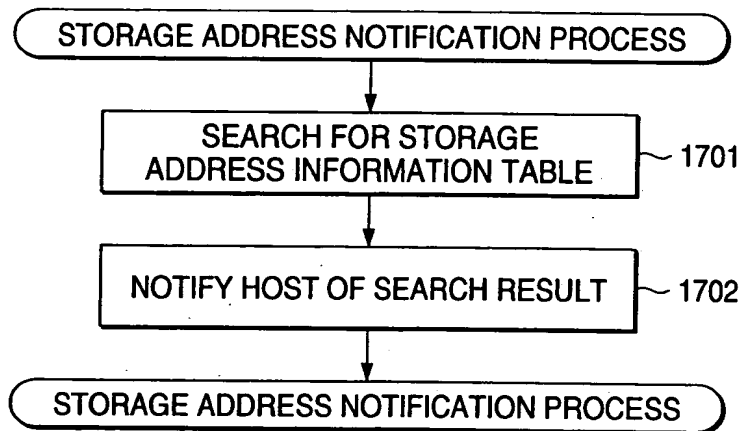 STORAGE ADDRESS NOTIFICATION PROCESS
SEARCH FOR STORAGE
ADDRESS INFORMATION TABLE
1701
NOTIFY HOST OF SEARCH RESULT
1702
STORAGE ADDRESS NOTIFICATION PROCESS